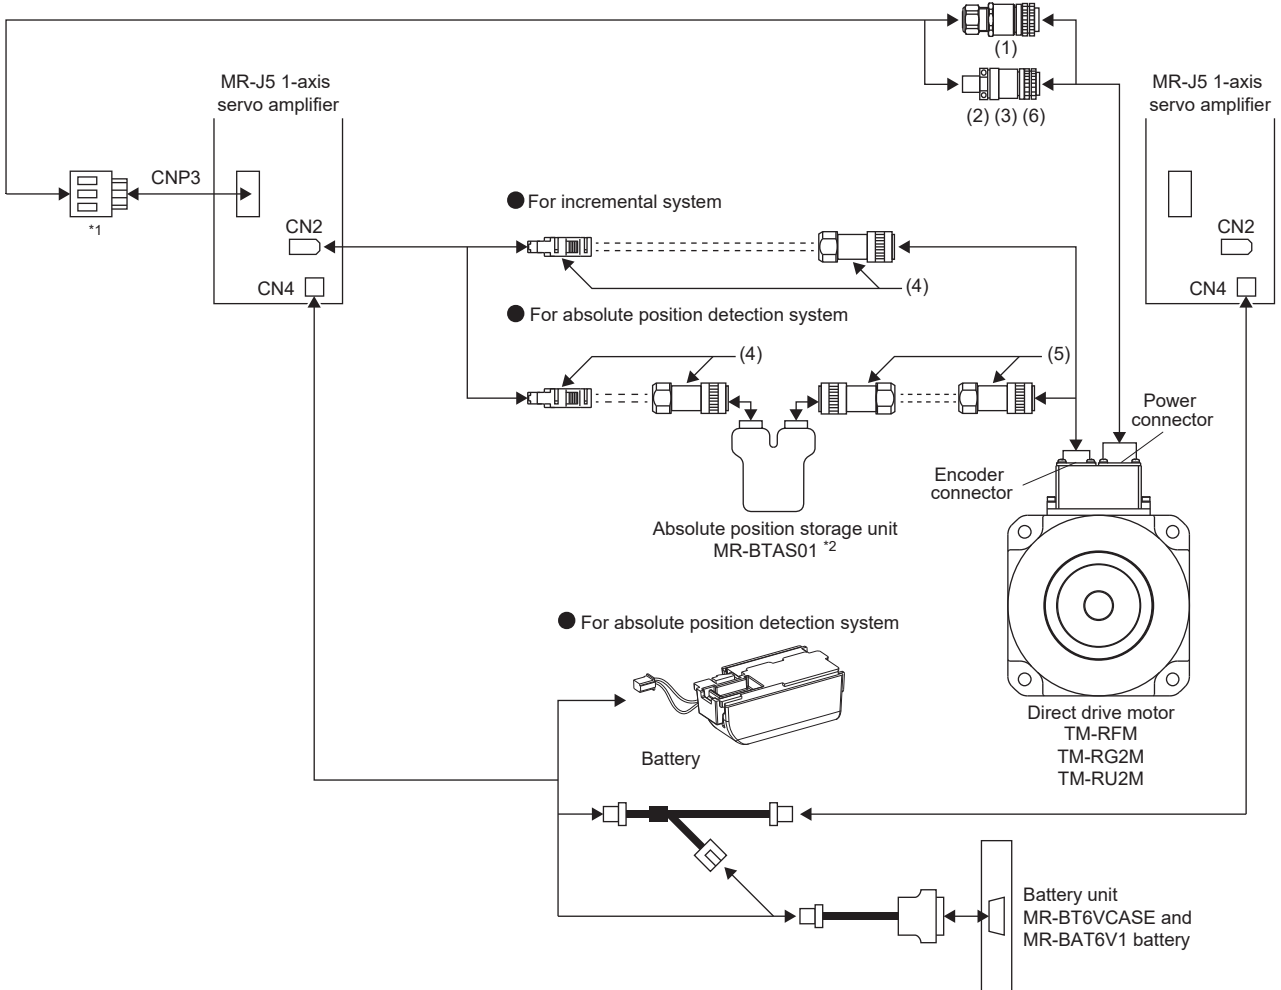 (1)
(2) (3) (6)
MR-J5 1-axis
servo amplifier
MR-J5 1-axis
servo amplifier
CNP3
*1
CN2
CN4
CN2
CN4
● For incremental system
(4)
● For absolute position detection system
(4)
(5)
Power
connector
Encoder
connector
Absolute position storage unit
MR-BTAS01 *2
● For absolute position detection system
Battery
Direct drive motor
TM-RFM
TM-RG2M
TM-RU2M
Battery unit
MR-BT6VCASE and
MR-BAT6V1 battery